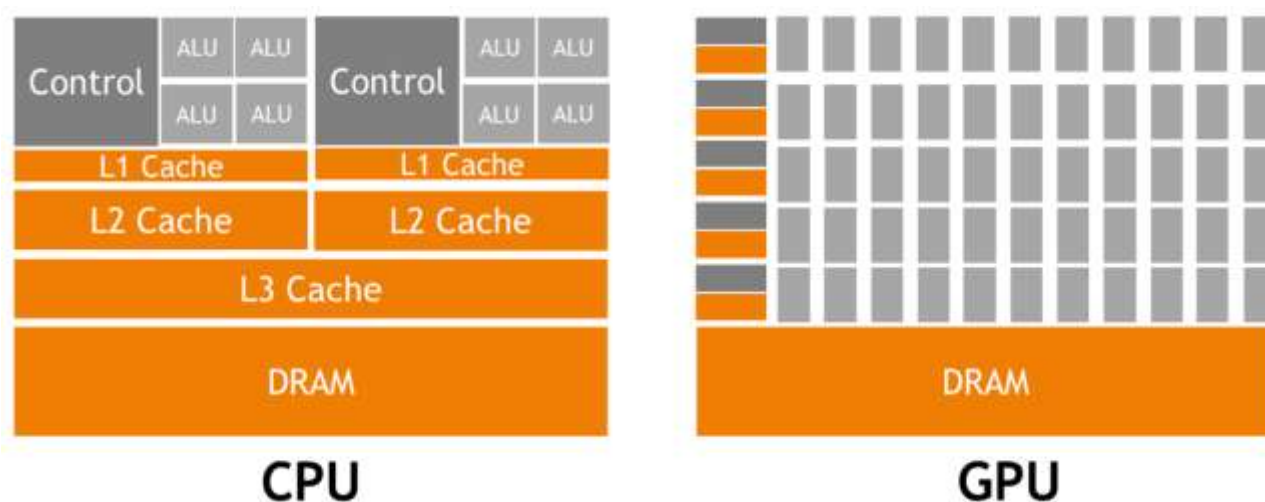 Control
ALU ALU
ALU ALU
Control
ALU ALU
ALU ALU
L1 Cache
L1 Cache
L2 Cache
L2 Cache
L3 Cache
DRAM
CPU
DRAM
GPU